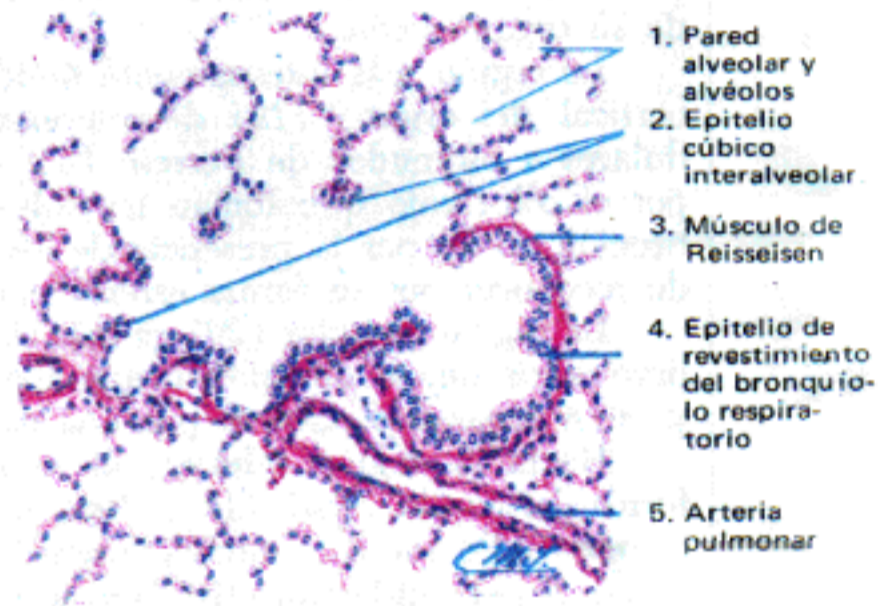 1. Pared
alveolar y
alvéolos
2. Epitelio
cúbico
interalveolar
3. Músculo de
Reisseisen
4. Epitelio de
revestimiento
del bronquío-
lo respira-
torio
5. Arteria
pulmonar